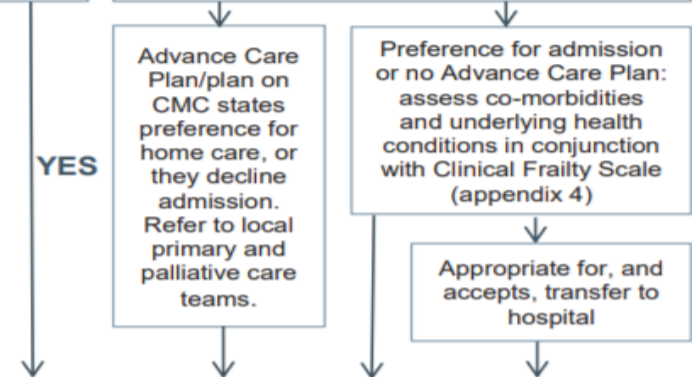 YES
Advance Care
Plan/plan on
CMC states
preference for
home care, or
they decline
admission.
Refer to local
primary and
palliative care
teams.
Preference for admission
or no Advance Care Plan:
assess co-morbidities
and underlying health
conditions in conjunction
with Clinical Frailty Scale
(appendix 4)
Appropriate for, and
accepts, transfer to
hospital